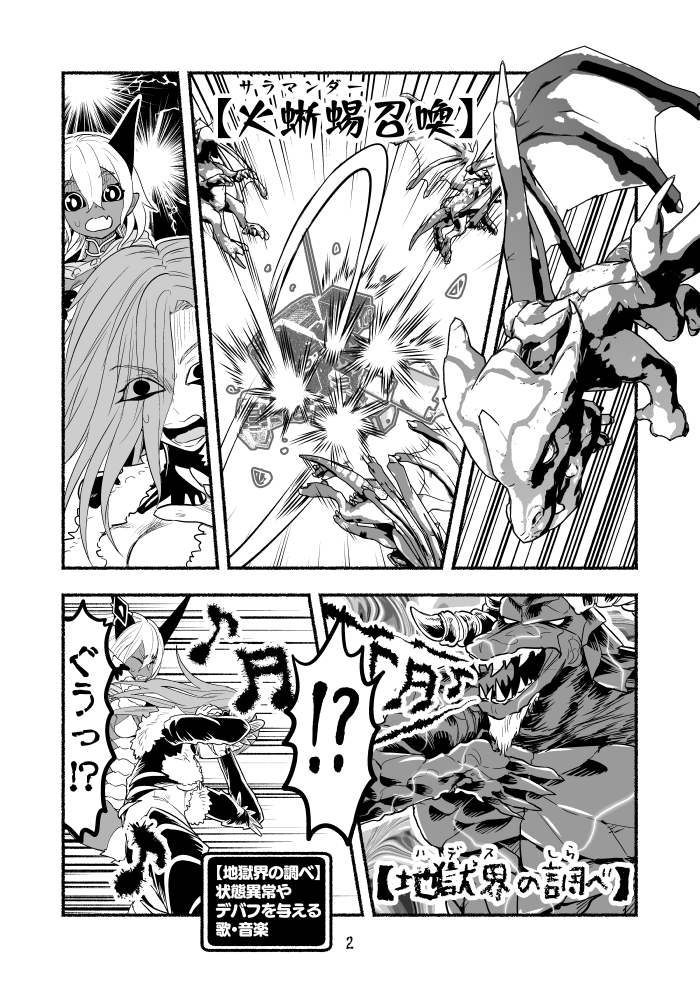 サラマンダー
【火蜥蜴召喚】
!?
ハデス しら
【地獄界の調べ】
ぐうっ!?
【地獄界の調べ】
状態異常や
デバフを与える
歌・音楽
2